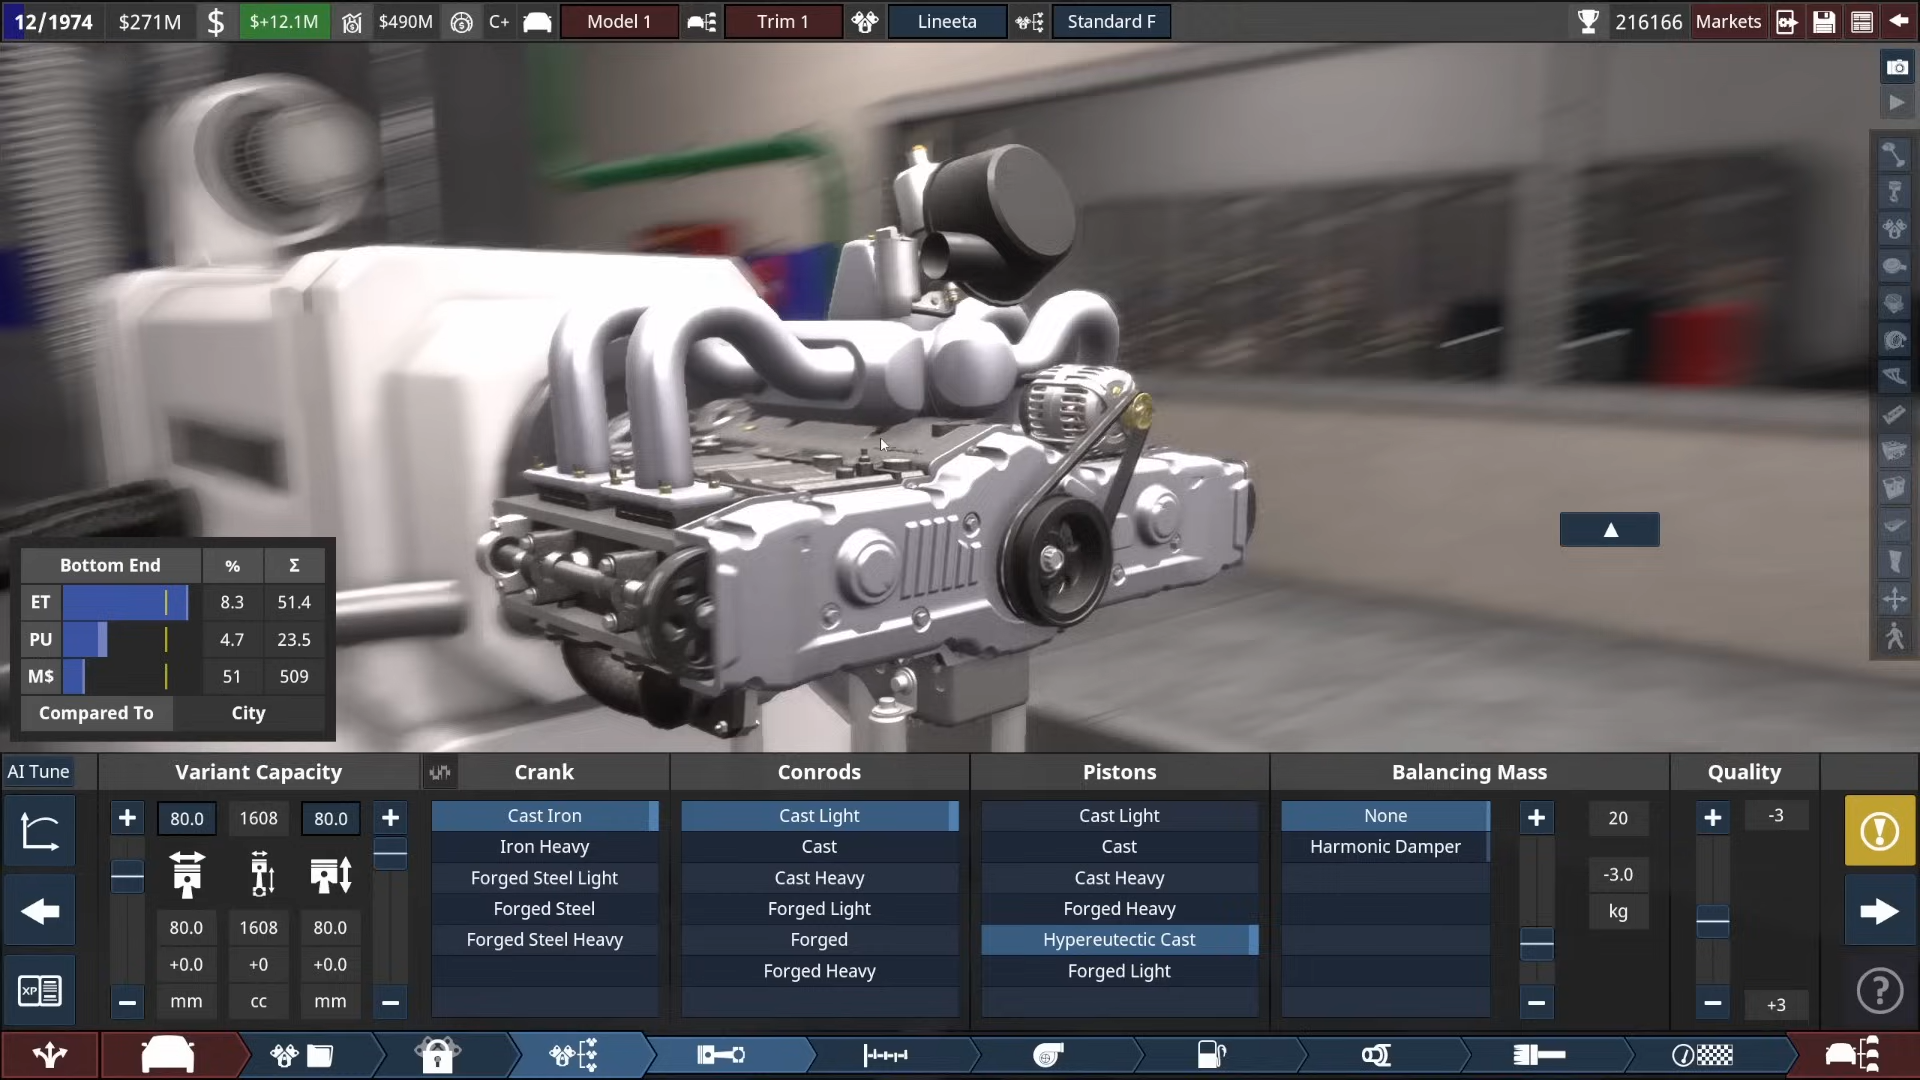 12/1974 $271M $ $+12.1M $490M C+ Model 1 Trim 1 Lineeta Standard F 216166 Markets
Bottom End % Σ
ET 8.3 51.4
PU 4.7 23.5
M$ 51 509
Compared To City
AI Tune Variant Capacity Crank Conrods Pistons Balancing Mass Quality
+ 80.0 1608 80.0 +
80.0 1608 80.0
+0.0 +0 +0.0
− mm cc mm −
Cast Iron
Iron Heavy
Forged Steel Light
Forged Steel
Forged Steel Heavy
Cast Light
Cast
Cast Heavy
Forged Light
Forged
Forged Heavy
Cast Light
Cast
Cast Heavy
Forged Heavy
Hypereutectic Cast
Forged Light
None
Harmonic Damper
+ 20
-3.0
kg
−
+ -3
− +3
XP
!
?